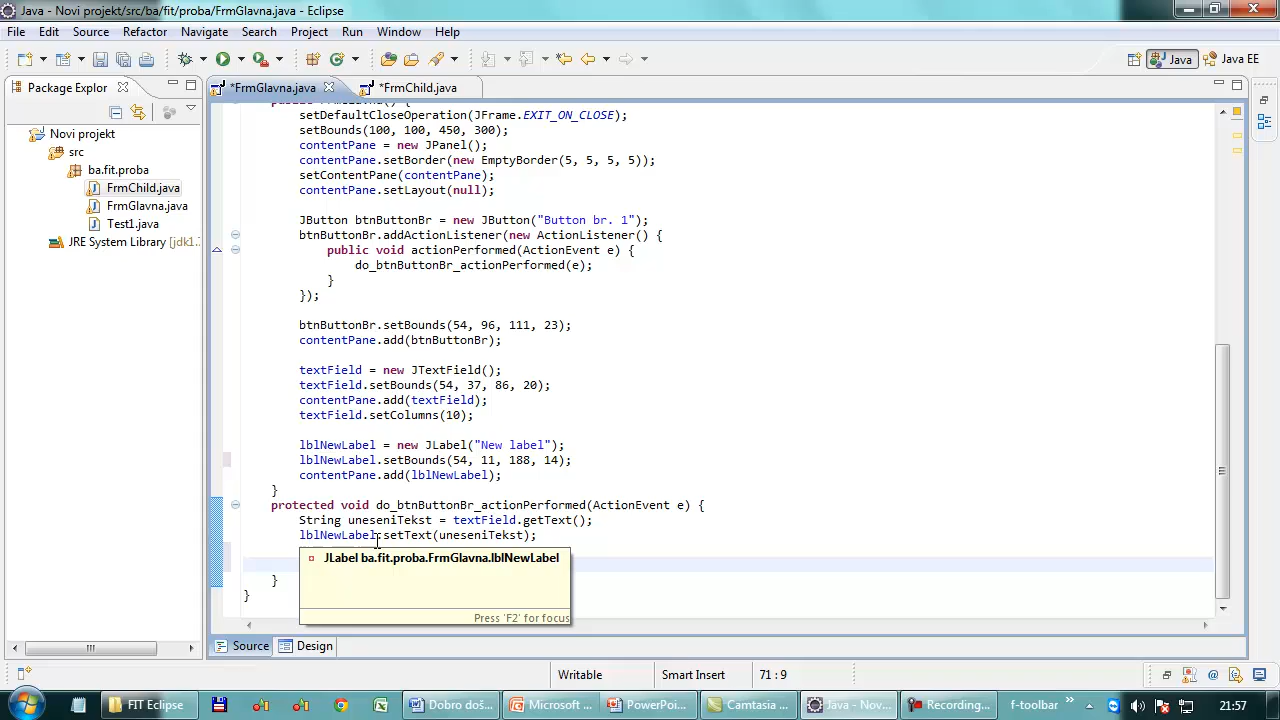 Java - Novi projekt/src/ba/fit/proba/FrmGlavna.java - Eclipse
File Edit Source Refactor Navigate Search Project Run Window Help
Java Java EE
Package Explorer
*FrmGlavna.java
*FrmChild.java
Novi projekt
src
ba.fit.proba
FrmChild.java
FrmGlavna.java
Test1.java
JRE System Library [jdk1.
setDefaultCloseOperation(JFrame.EXIT_ON_CLOSE);
setBounds(100, 100, 450, 300);
contentPane = new JPanel();
contentPane.setBorder(new EmptyBorder(5, 5, 5, 5));
setContentPane(contentPane);
contentPane.setLayout(null);
JButton btnButtonBr = new JButton("Button br. 1");
btnButtonBr.addActionListener(new ActionListener() {
public void actionPerformed(ActionEvent e) {
do_btnButtonBr_actionPerformed(e);
}
});
btnButtonBr.setBounds(54, 96, 111, 23);
contentPane.add(btnButtonBr);
textField = new JTextField();
textField.setBounds(54, 37, 86, 20);
contentPane.add(textField);
textField.setColumns(10);
lblNewLabel = new JLabel("New label");
lblNewLabel.setBounds(54, 11, 188, 14);
contentPane.add(lblNewLabel);
}
protected void do_btnButtonBr_actionPerformed(ActionEvent e) {
String uneseniTekst = textField.getText();
lblNewLabel.setText(uneseniTekst);
JLabel ba.fit.proba.FrmGlavna.lblNewLabel
Press 'F2' for focus
}
}
Source Design
Writable Smart Insert 71 : 9
FIT Eclipse
Dobro doš...
Microsoft ...
PowerPoi...
Camtasia ...
Java - Nov...
Recording...
f-toolbar
21:57